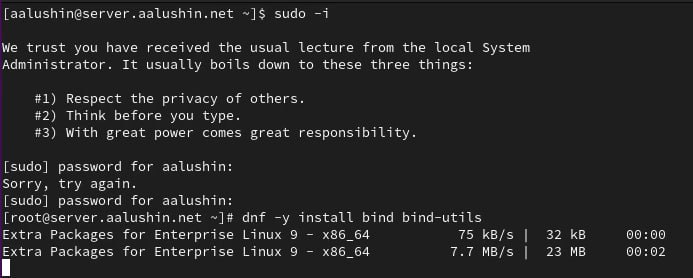 [aalushin@server.aalushin.net ~]$ sudo -i
We trust you have received the usual lecture from the local System
Administrator. It usually boils down to these three things:
#1) Respect the privacy of others.
#2) Think before you type.
#3) With great power comes great responsibility.
[sudo] password for aalushin:
Sorry, try again.
[sudo] password for aalushin:
[root@server.aalushin.net ~]# dnf -y install bind bind-utils
Extra Packages for Enterprise Linux 9 - x86_64 75 kB/s | 32 kB 00:00
Extra Packages for Enterprise Linux 9 - x86_64 7.7 MB/s | 23 MB 00:02